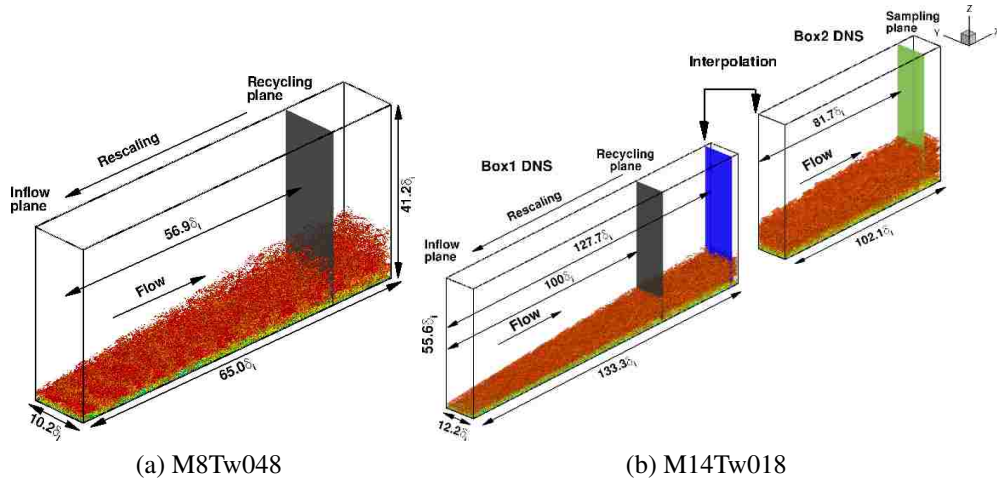 Recycling
plane
Rescaling
Inflow
plane
56.9δi
Flow
41.2δi
65.0δi
10.2δi
(a) M8Tw048
Box1 DNS
Recycling
plane
Rescaling
Inflow
plane
127.7δi
100δi
Flow
55.6δi
133.3δi
12.2δi
Interpolation
Box2 DNS
Sampling
plane
81.7δi
Flow
102.1δi
Z
Y
X
(b) M14Tw018